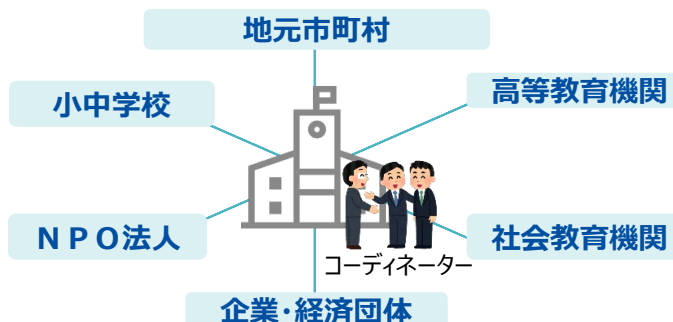 地元市町村
小中学校
高等教育機関
NPO法人
コーディネーター
社会教育機関
企業・経済団体